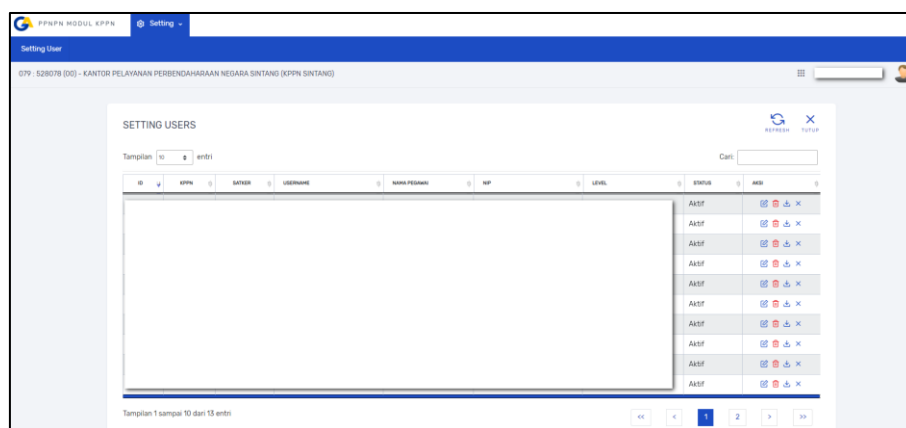 PPNPN MODUL KPPN Setting
Setting User
079 : 528078 (00) - KANTOR PELAYANAN PERBENDAHARAAN NEGARA SINTANG (KPPN SINTANG)
SETTING USERS
REFRESH TUTUP
Tampilan 10 entri Cari:
ID KPPN SATKER USERNAME NAMA PEGAWAI NIP LEVEL STATUS AKSI
Aktif
Aktif
Aktif
Aktif
Aktif
Aktif
Aktif
Aktif
Aktif
Aktif
Tampilan 1 sampai 10 dari 13 entri << < 1 2 > >>